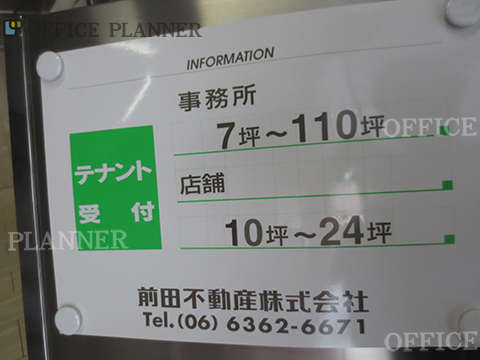 OFFICE PLANNER
INFORMATION
事務所
7坪～110坪
OFFICE
テナント
受付
店舗
10坪～24坪
PLANNER
前田不動産株式会社
Tel.(06) 6362-6671
OFFICE